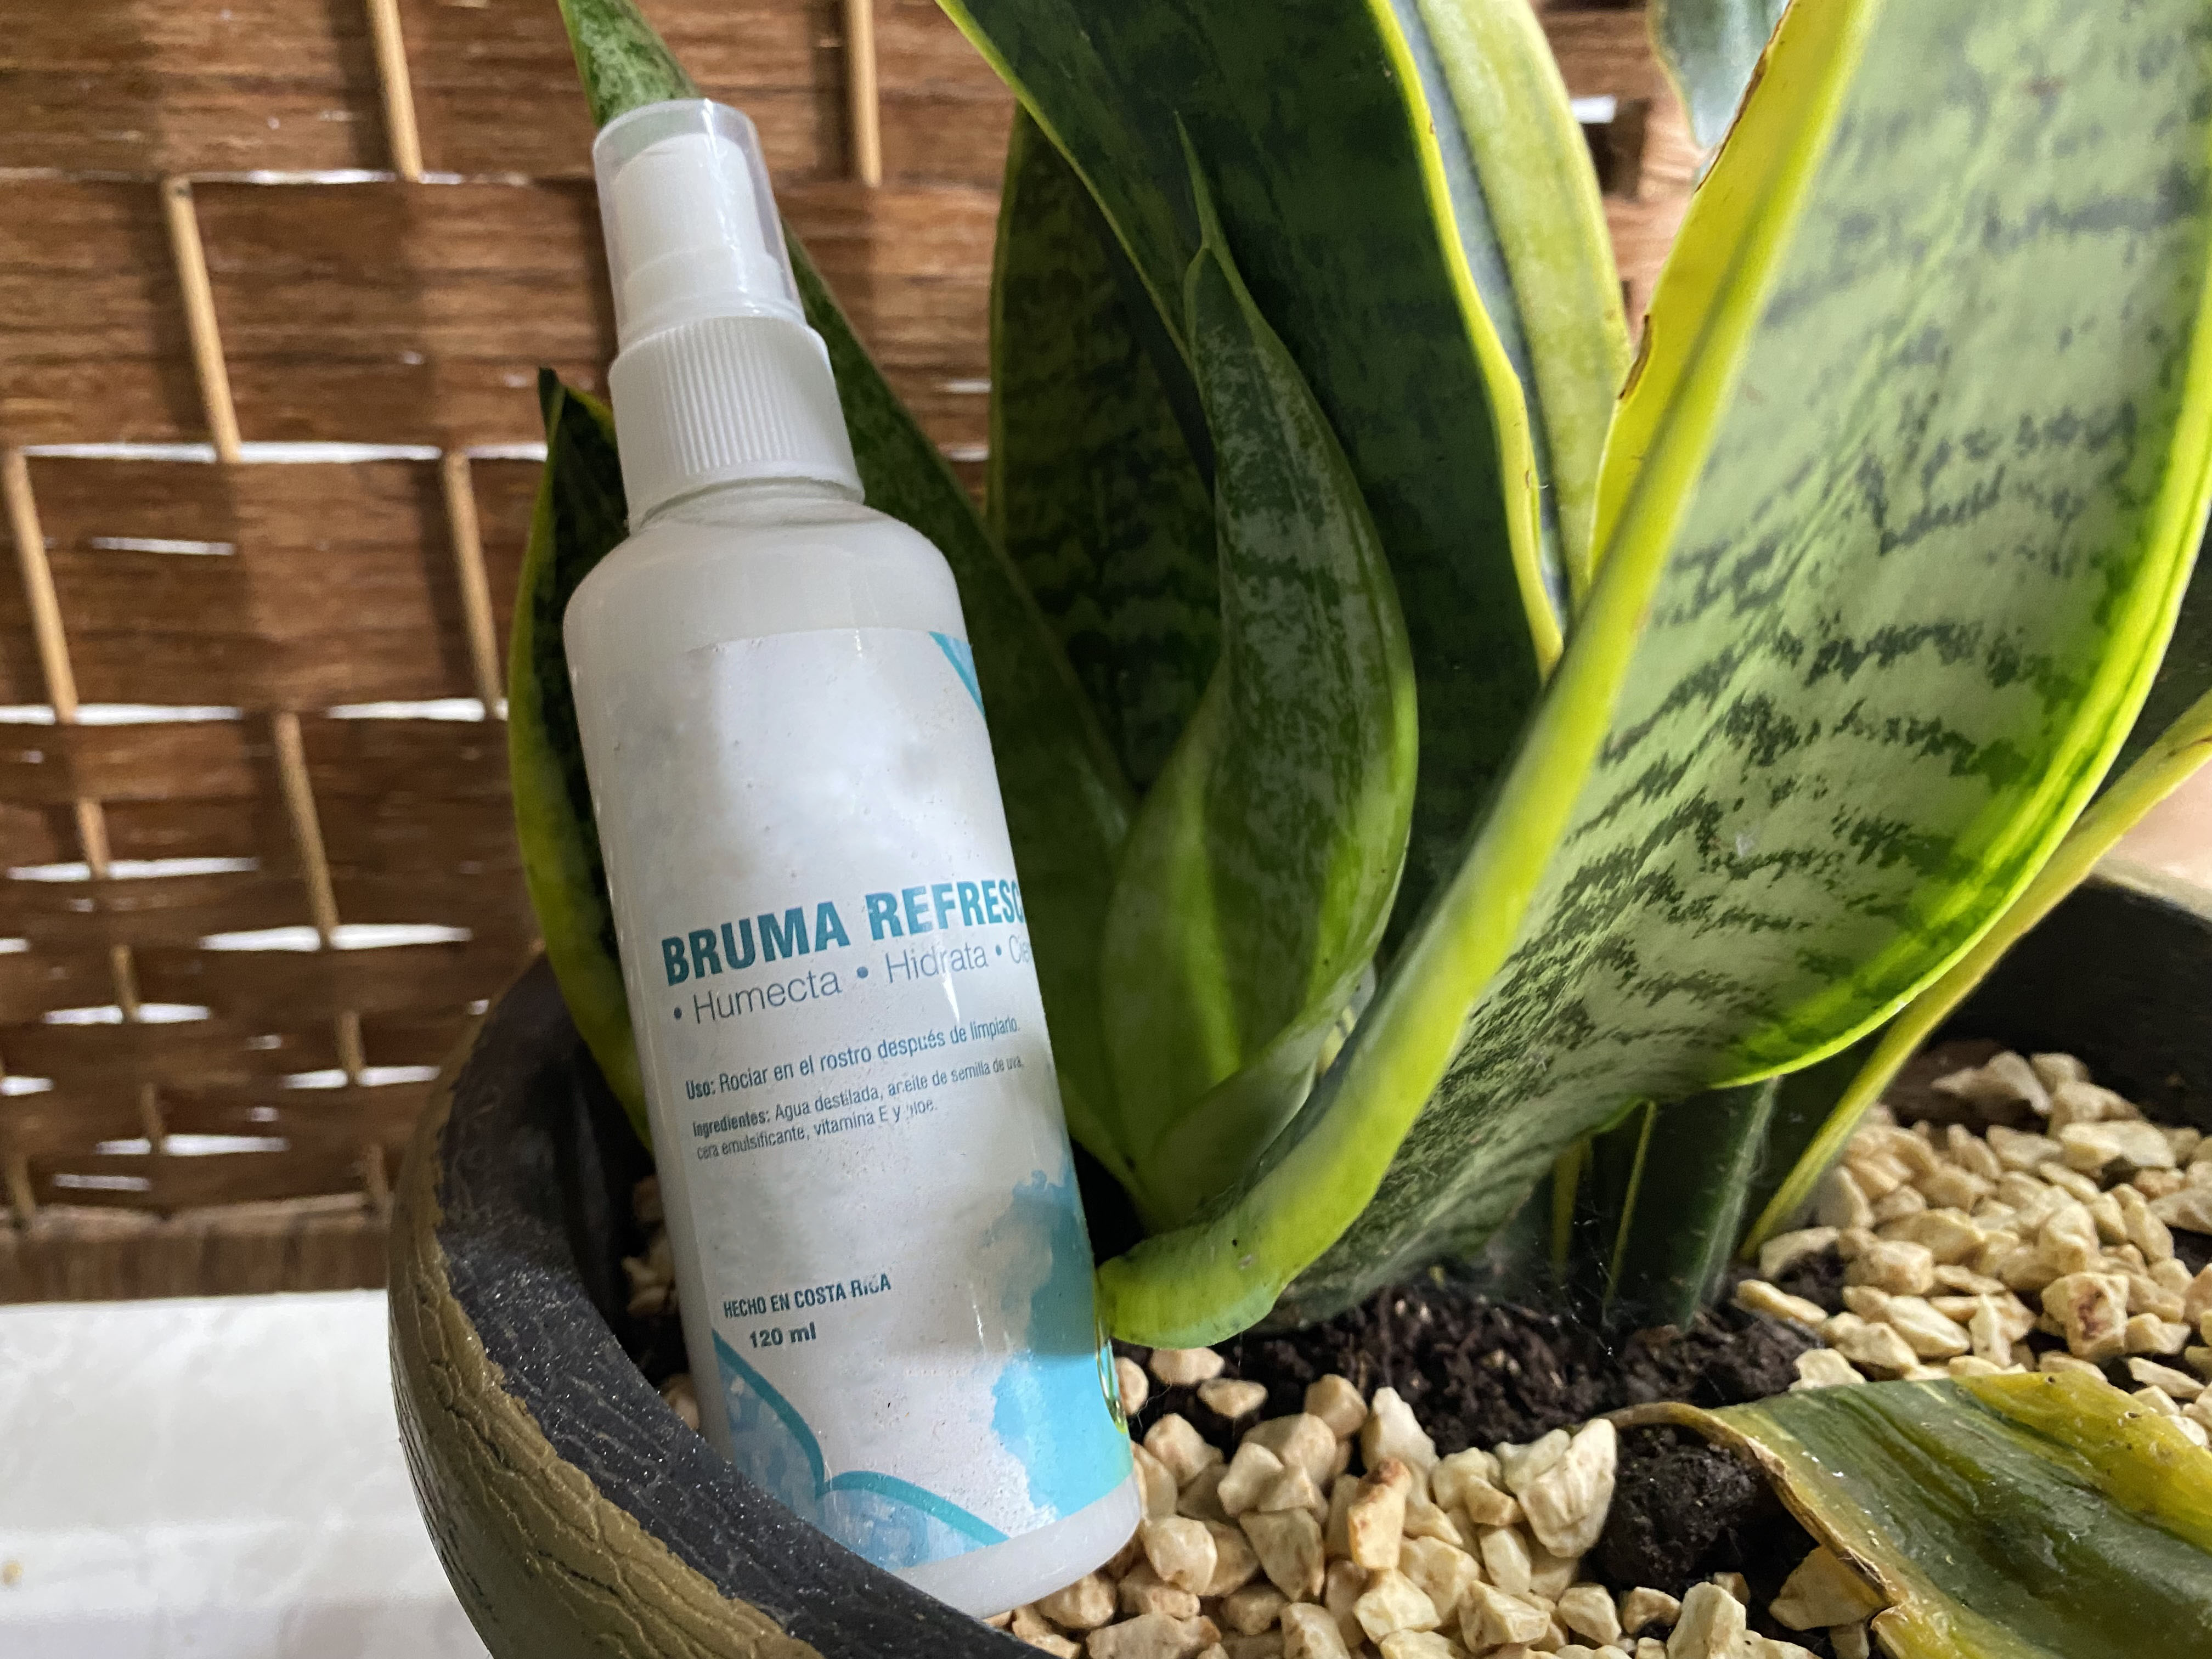 BRUMA REFRESC
• Humecta • Hidrata • Cie
Uso: Rociar en el rostro después de limpiarlo.
Ingredientes: Agua destilada, aceite de semilla de uva,
cera emulsificante, vitamina E y aloe.
HECHO EN COSTA RICA
120 ml